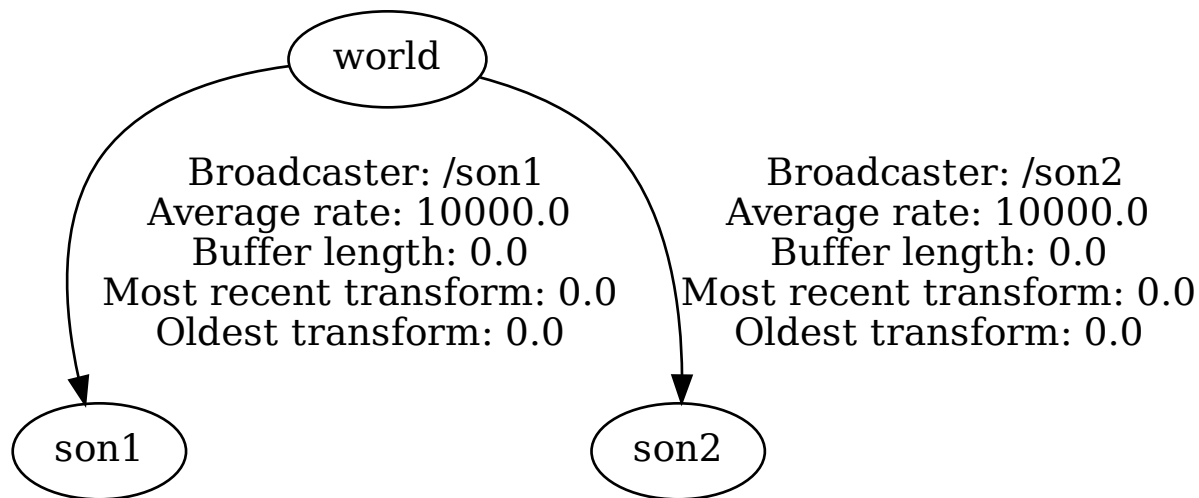 world
Broadcaster: /son1
Average rate: 10000.0
Buffer length: 0.0
Most recent transform: 0.0
Oldest transform: 0.0
Broadcaster: /son2
Average rate: 10000.0
Buffer length: 0.0
Most recent transform: 0.0
Oldest transform: 0.0
son1
son2